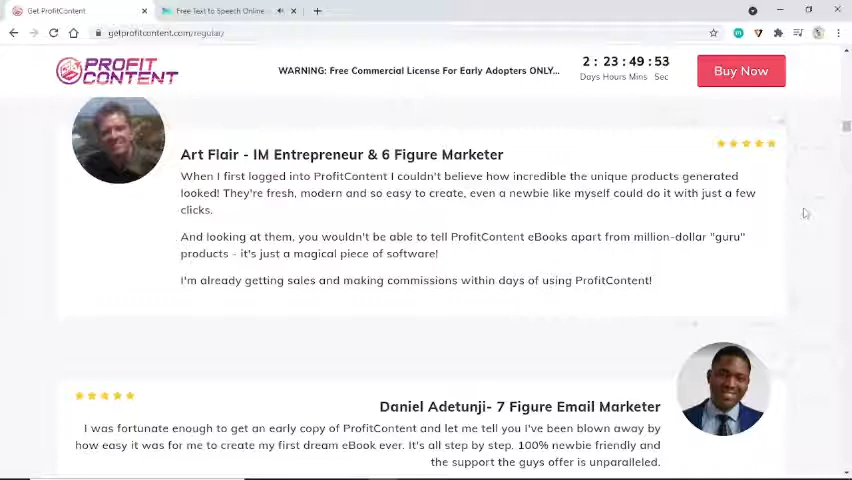 Get ProfitContent
Free Text to Speech Online
getprofitcontent.com/regular/
PROFIT
CONTENT
WARNING: Free Commercial License For Early Adopters ONLY...
2 : 23 : 49 : 53
Days Hours Mins Sec
Buy Now
Art Flair - IM Entrepreneur & 6 Figure Marketer
When I first logged into ProfitContent I couldn't believe how incredible the unique products generated
looked! They're fresh, modern and so easy to create, even a newbie like myself could do it with just a few
clicks.
And looking at them, you wouldn't be able to tell ProfitContent eBooks apart from million-dollar "guru"
products - it's just a magical piece of software!
I'm already getting sales and making commissions within days of using ProfitContent!
Daniel Adetunji- 7 Figure Email Marketer
I was fortunate enough to get an early copy of ProfitContent and let me tell you I've been blown away by
how easy it was for me to create my first dream eBook ever. It's all step by step. 100% newbie friendly and
the support the guys offer is unparalleled.